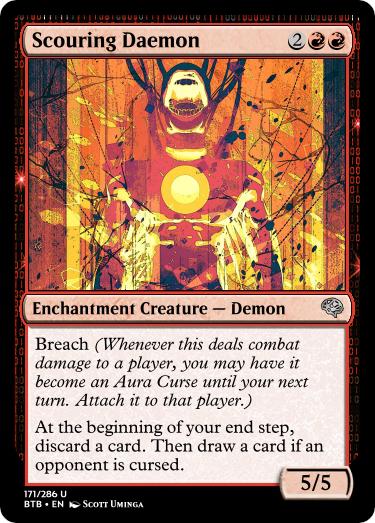 Scouring Daemon 2
Enchantment Creature — Demon
Breach (Whenever this deals combat
damage to a player, you may have it
become an Aura Curse until your next
turn. Attach it to that player.)
At the beginning of your end step,
discard a card. Then draw a card if an
opponent is cursed.
5/5
171/286 U
BTB • EN Scott Uminga